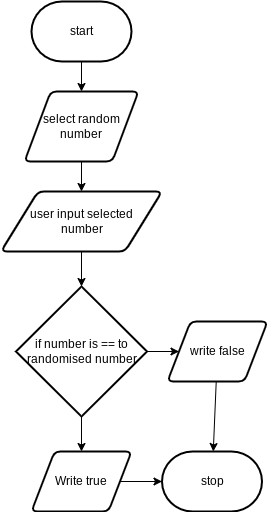 start
select random
number
user input selected
number
if number is == to
randomised number
write false
Write true
stop